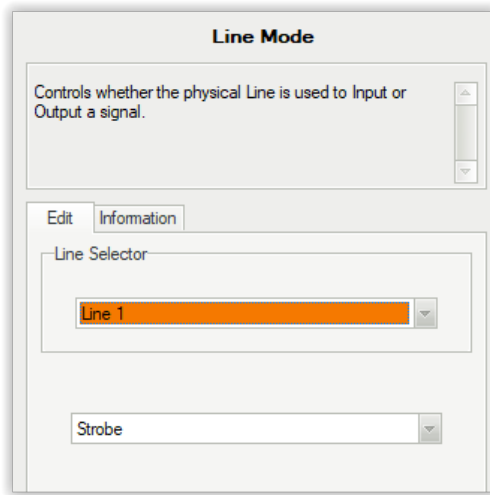 Line Mode
Controls whether the physical Line is used to Input or
Output a signal.
Edit Information
Line Selector
Line 1
Strobe